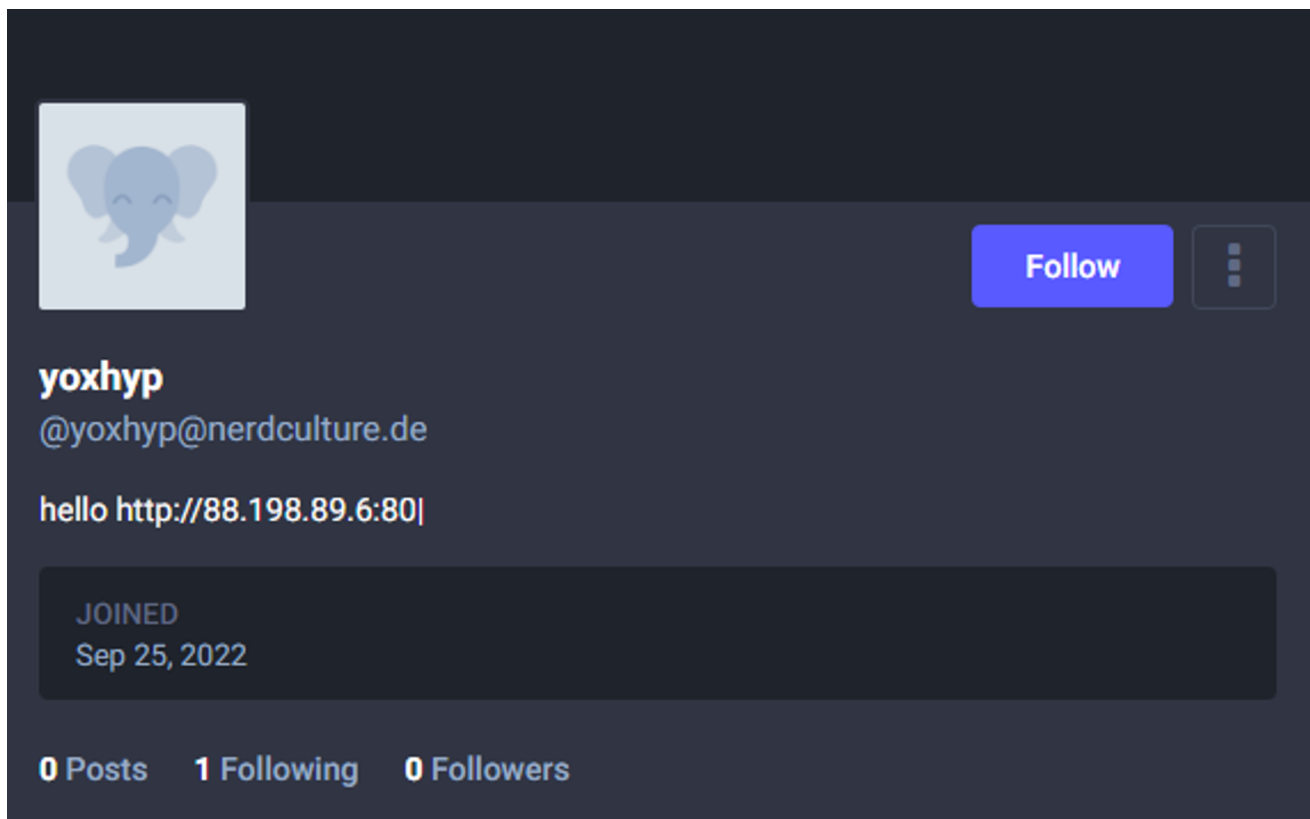 Follow
yoxhyp
@yoxhyp@nerdculture.de
hello http://88.198.89.6:80|
JOINED
Sep 25, 2022
0 Posts 1 Following 0 Followers